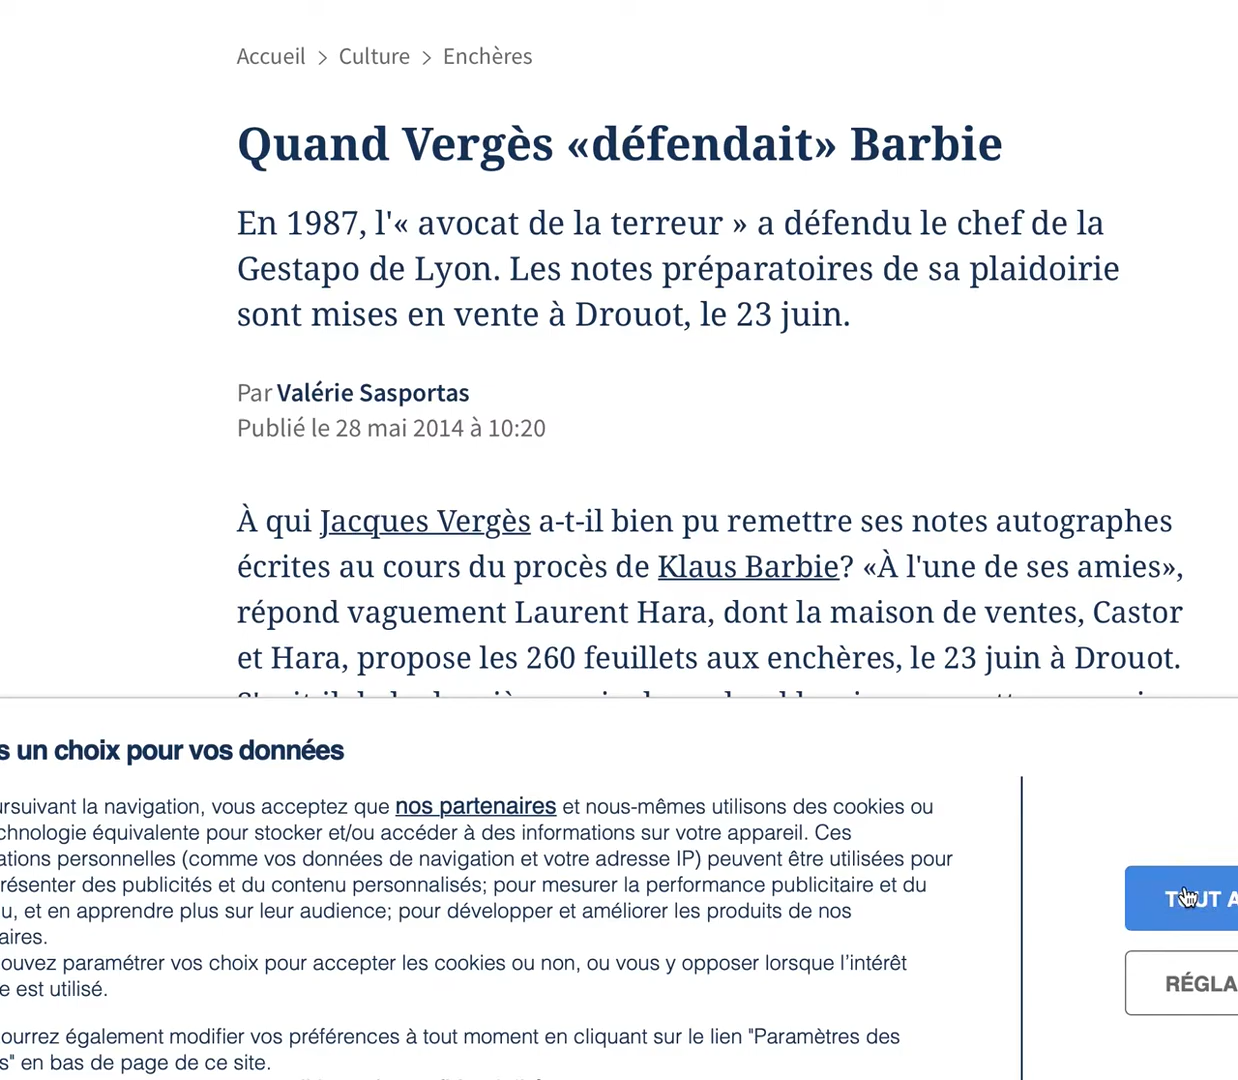 Accueil > Culture > Enchères
Quand Vergès «défendait» Barbie
En 1987, l'« avocat de la terreur » a défendu le chef de la
Gestapo de Lyon. Les notes préparatoires de sa plaidoirie
sont mises en vente à Drouot, le 23 juin.
Par Valérie Sasportas
Publié le 28 mai 2014 à 10:20
À qui Jacques Vergès a-t-il bien pu remettre ses notes autographes
écrites au cours du procès de Klaus Barbie? «À l'une de ses amies»,
répond vaguement Laurent Hara, dont la maison de ventes, Castor
et Hara, propose les 260 feuillets aux enchères, le 23 juin à Drouot.
s un choix pour vos données
rsuivant la navigation, vous acceptez que nos partenaires et nous-mêmes utilisons des cookies ou
chnologie équivalente pour stocker et/ou accéder à des informations sur votre appareil. Ces
ations personnelles (comme vos données de navigation et votre adresse IP) peuvent être utilisées pour
résenter des publicités et du contenu personnalisés; pour mesurer la performance publicitaire et du
u, et en apprendre plus sur leur audience; pour développer et améliorer les produits de nos
aires.
ouvez paramétrer vos choix pour accepter les cookies ou non, ou vous y opposer lorsque l'intérêt
e est utilisé.
ourrez également modifier vos préférences à tout moment en cliquant sur le lien "Paramètres des
s" en bas de page de ce site.
TOUT A
RÉGLA